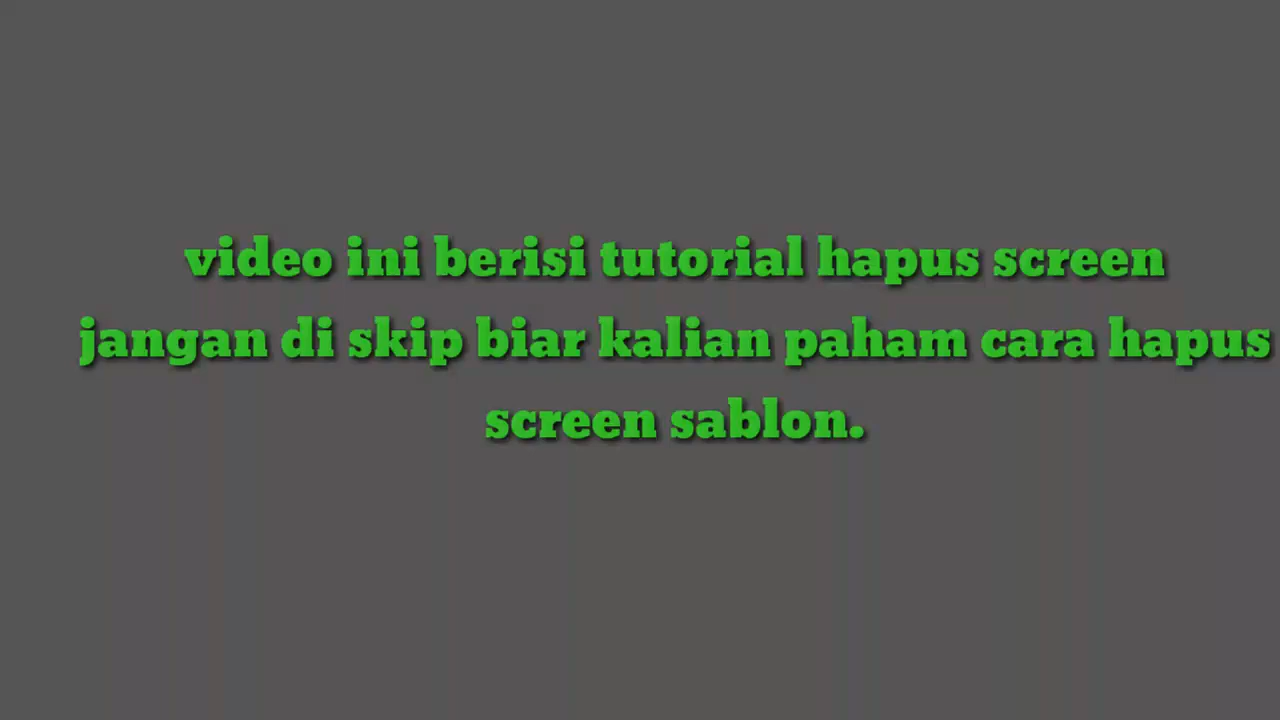 video ini berisi tutorial hapus screen
jangan di skip biar kalian paham cara hapus
screen sablon.